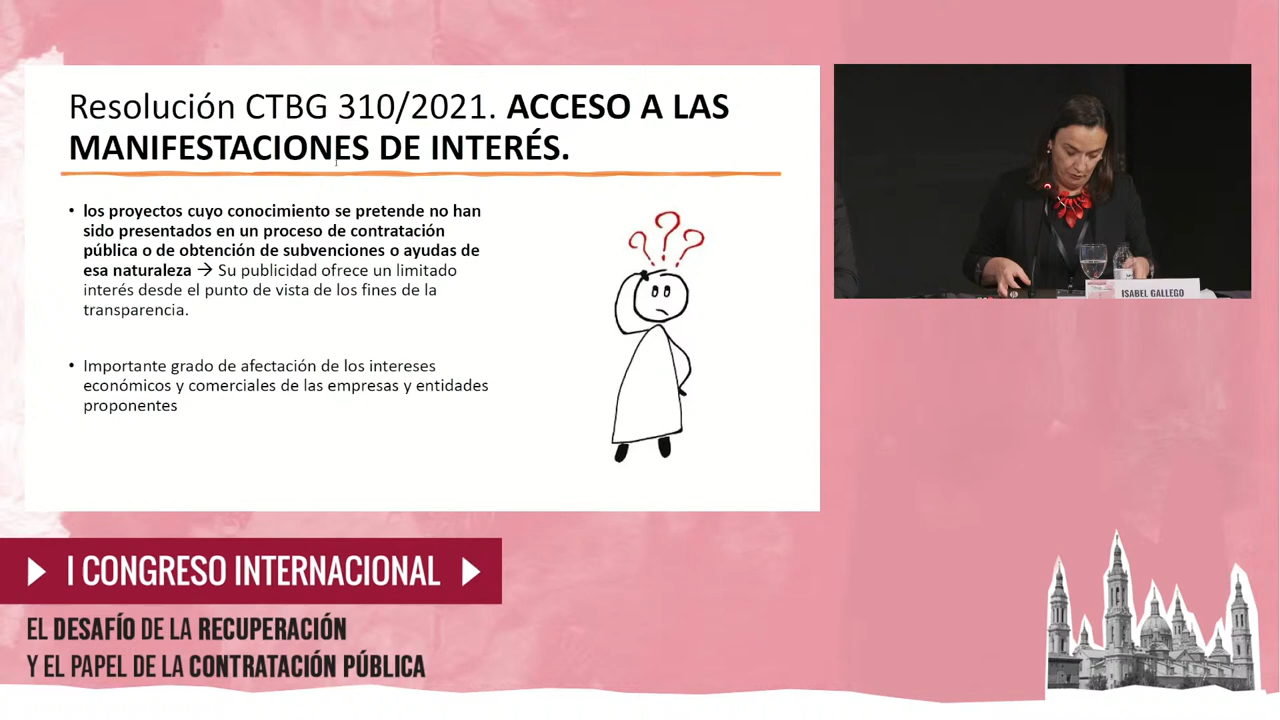 Resolución CTBG 310/2021. ACCESO A LAS
MANIFESTACIONES DE INTERÉS.
• los proyectos cuyo conocimiento se pretende no han
sido presentados en un proceso de contratación
pública o de obtención de subvenciones o ayudas de
esa naturaleza → Su publicidad ofrece un limitado
interés desde el punto de vista de los fines de la
transparencia.
• Importante grado de afectación de los intereses
económicos y comerciales de las empresas y entidades
proponentes
???
ISABEL GALLEGO
I CONGRESO INTERNACIONAL
EL DESAFÍO DE LA RECUPERACIÓN
Y EL PAPEL DE LA CONTRATACIÓN PÚBLICA